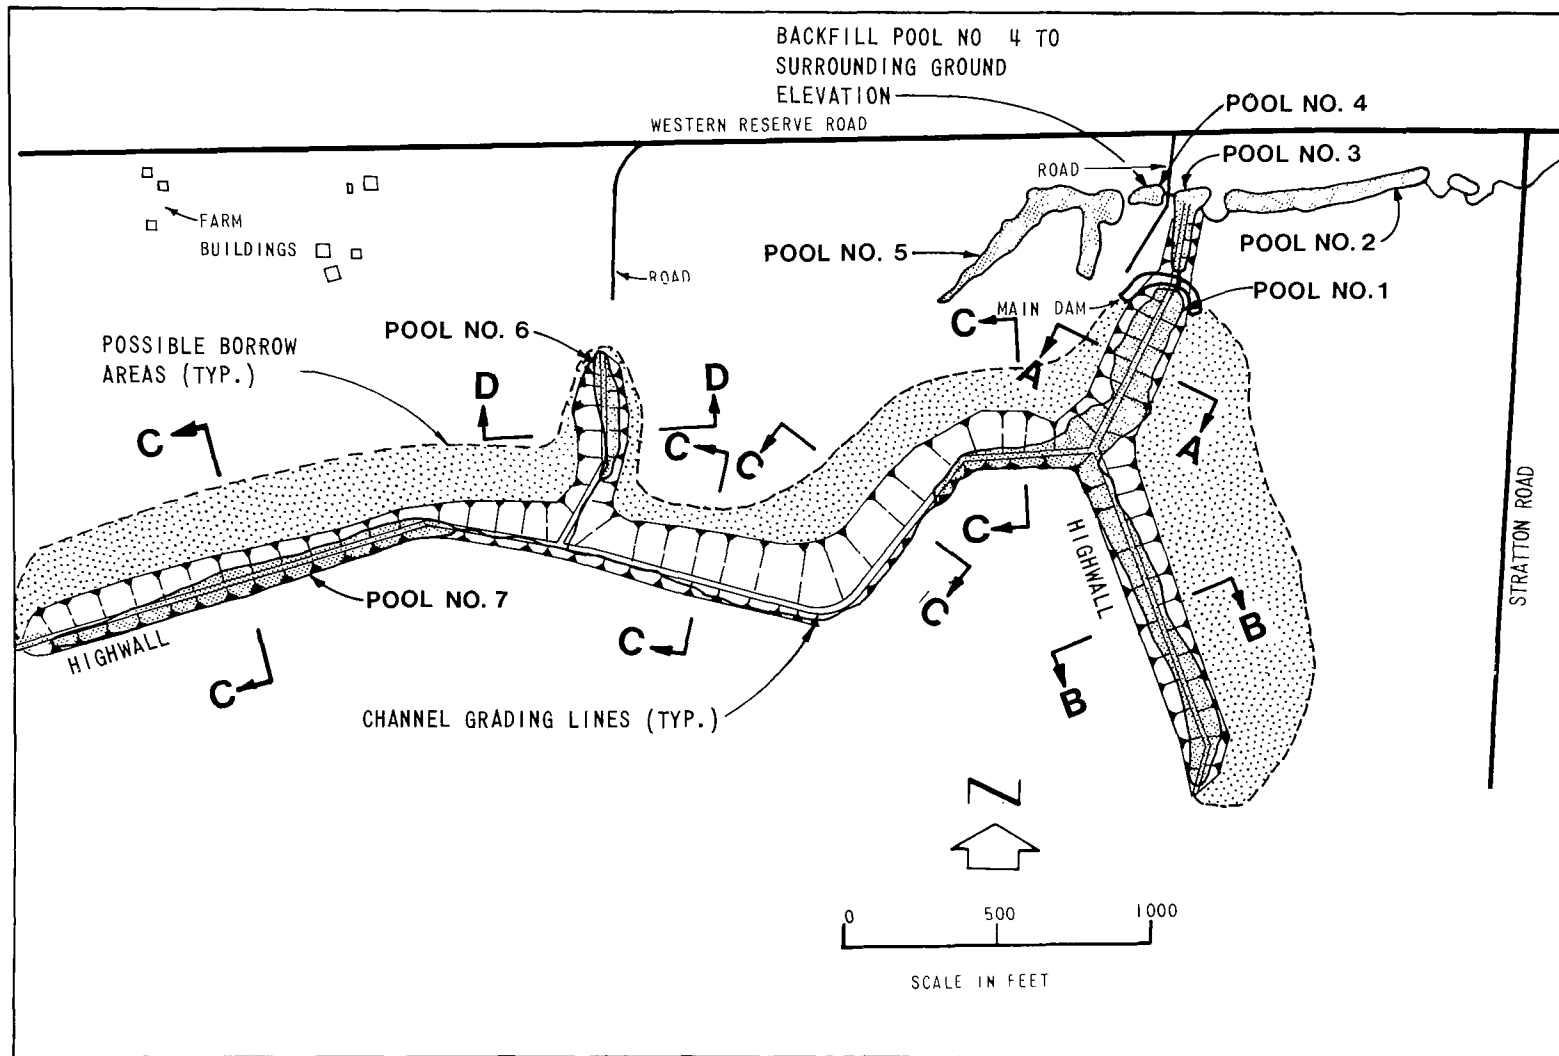 BACKFILL POOL NO 4 TO
SURROUNDING GROUND
ELEVATION
POOL NO. 4
WESTERN RESERVE ROAD
POOL NO. 3
ROAD
FARM
BUILDINGS
POOL NO. 5
POOL NO. 2
ROAD
POOL NO. 1
MAIN DAM
C
POOL NO. 6
POSSIBLE BORROW
AREAS (TYP.)
A
D
D
C
C
C
A
C
HIGHWALL
STRATTON ROAD
POOL NO. 7
C
B
C
HIGHWALL
C
B
CHANNEL GRADING LINES (TYP.)
N
0 500 1000
SCALE IN FEET